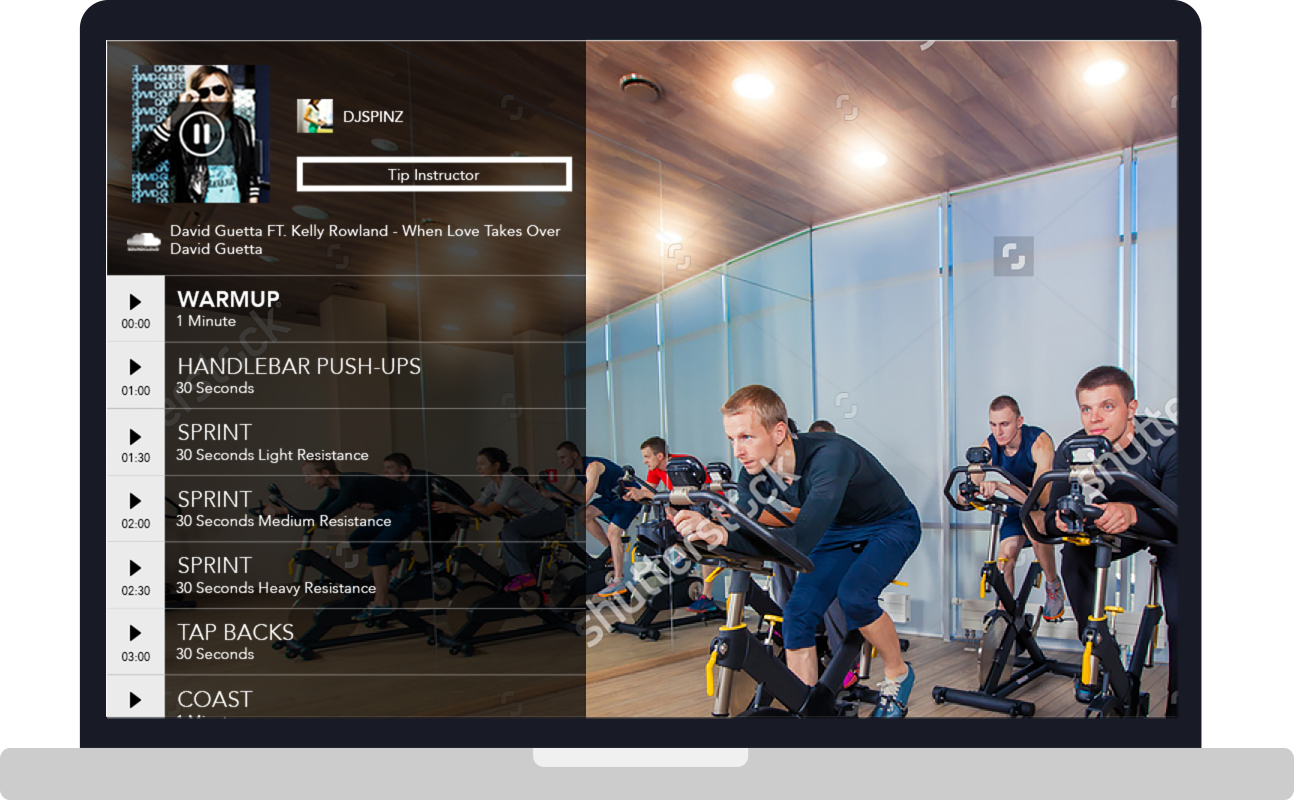 DJSPINZ
Tip Instructor
David Guetta FT. Kelly Rowland - When Love Takes Over
David Guetta
WARMUP
00:00
1 Minute
HANDLEBAR PUSH-UPS
01:00
30 Seconds
SPRINT
01:30
30 Seconds Light Resistance
SPRINT
02:00
30 Seconds Medium Resistance
SPRINT
02:30
30 Seconds Heavy Resistance
TAP BACKS
03:00
30 Seconds
COAST
shutterstock
shutte
erstock